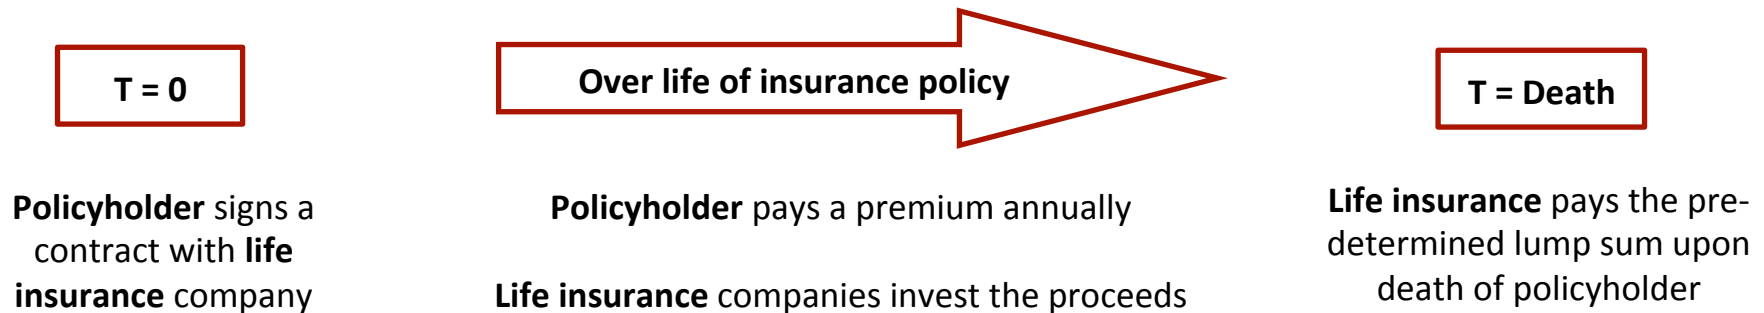 T = 0
Over life of insurance policy
T = Death
Policyholder signs a
contract with life
insurance company
Policyholder pays a premium annually
Life insurance companies invest the proceeds
Life insurance pays the pre-
determined lump sum upon
death of policyholder